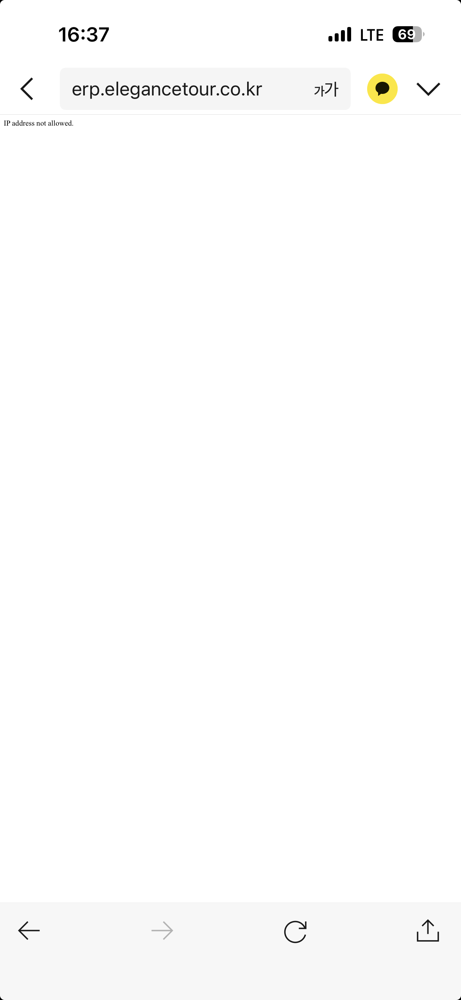 16:37 LTE 69
erp.elegancetour.co.kr 가가
IP address not allowed.